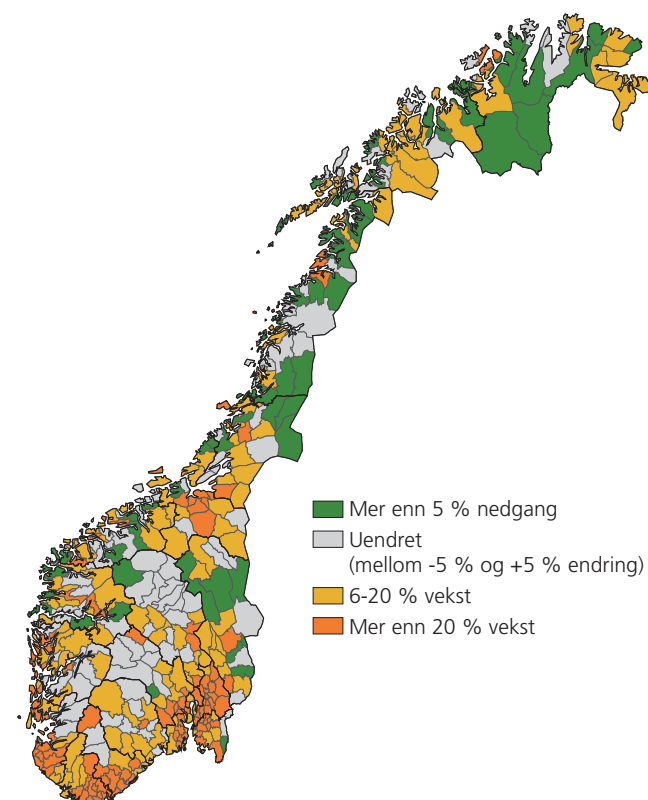 Mer enn 5 % nedgang
Uendret
(mellom -5 % og +5 % endring)
6-20 % vekst
Mer enn 20 % vekst